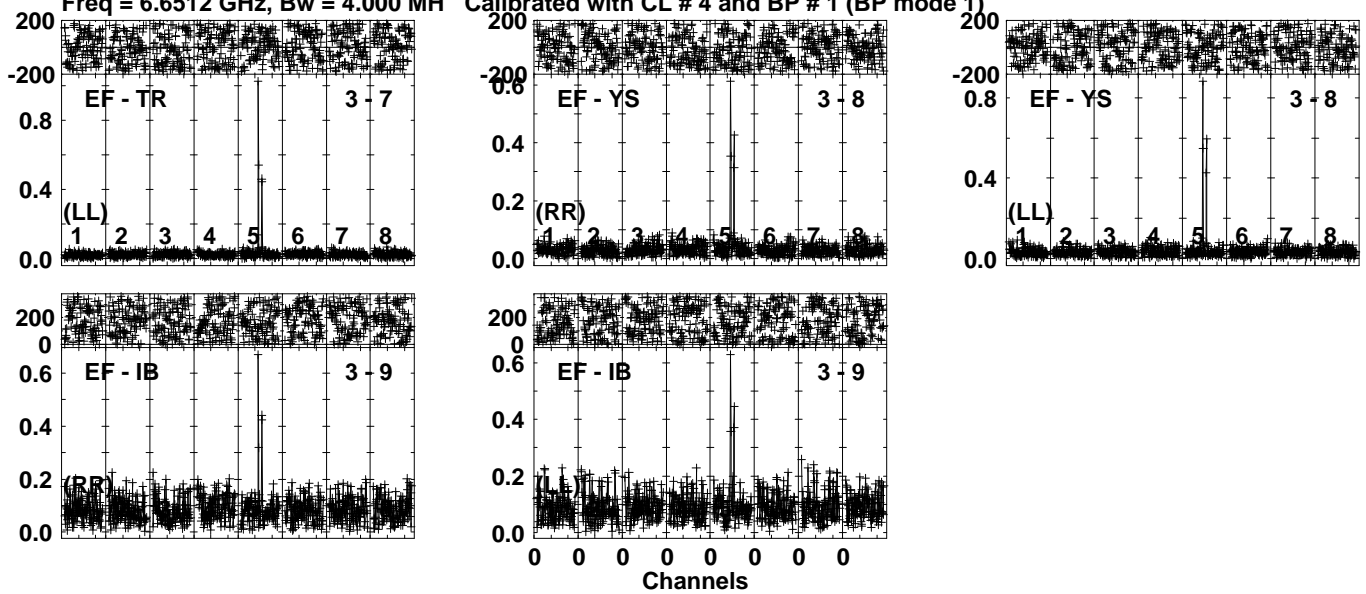 Freq = 6.6512 GHz, Bw = 4.000 MH Calibrated with CL # 4 and BP # 1 (BP mode 1)
200
-200
EF - TR 3 - 7
0.8
0.4
(LL)
1 2 3 4 5 6 7 8
0.0
200
-200
0.6
EF - YS 3 - 8
0.4
0.2
(RR)
1 2 3 4 5 6 7 8
0.0
200
-200
EF - YS 3 - 8
0.8
0.4
(LL)
1 2 3 4 5 6 7 8
0.0
200
0
EF - IB 3 - 9
0.6
0.4
0.2
(RR)
0.0
200
0
0.6
EF - IB 3 - 9
0.4
0.2
(LL)
0.0
0 0 0 0 0 0 0 0
Channels